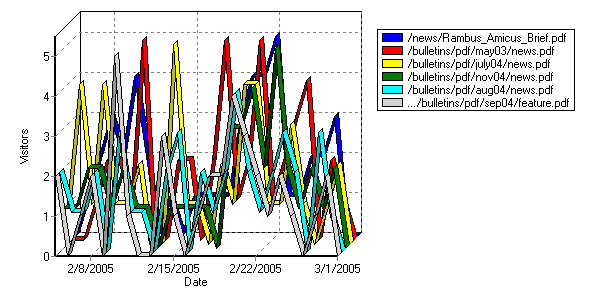 5
4
3
2
1
0
Visitors
2/8/2005
2/15/2005
2/22/2005
3/1/2005
Date
/news/Rambus_Amicus_Brief.pdf
/bulletins/pdf/may03/news.pdf
/bulletins/pdf/july04/news.pdf
/bulletins/pdf/nov04/news.pdf
/bulletins/pdf/aug04/news.pdf
.../bulletins/pdf/sep04/feature.pdf